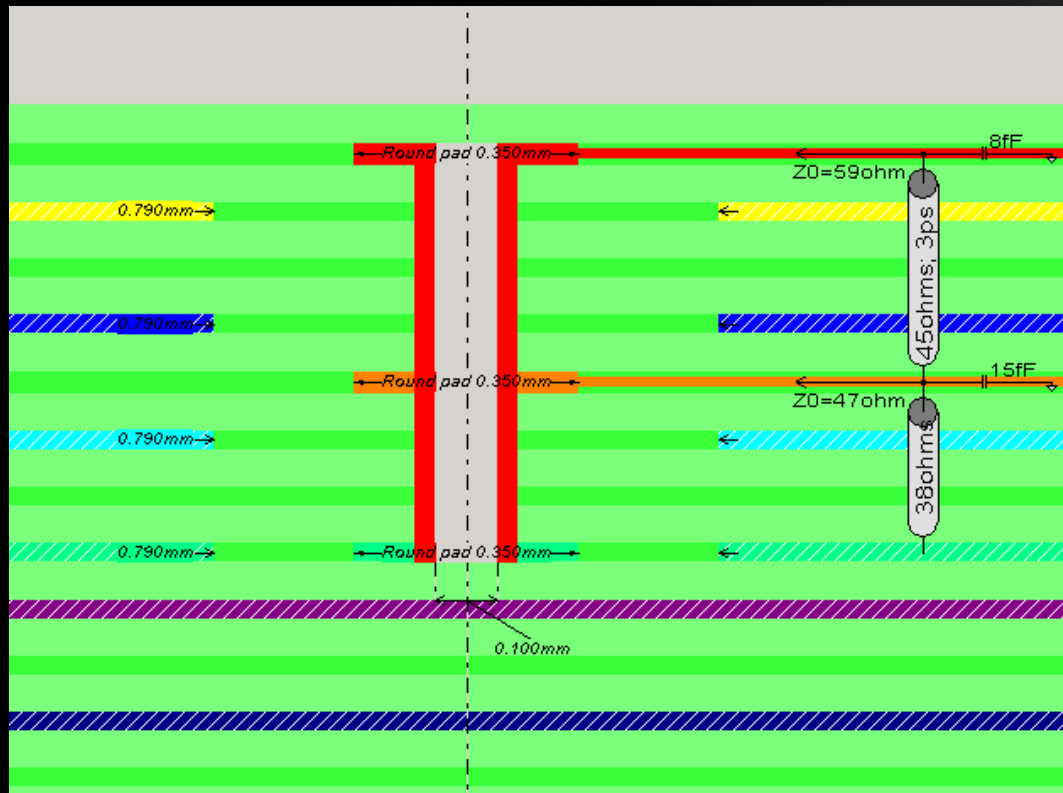 8fF
Round pad 0.350mm
Z0=59ohm
0.790mm
45ohms; 3ps
0.790mm
15fF
Round pad 0.350mm
Z0=47ohm
0.790mm
38ohms
0.790mm
Round pad 0.350mm
0.100mm